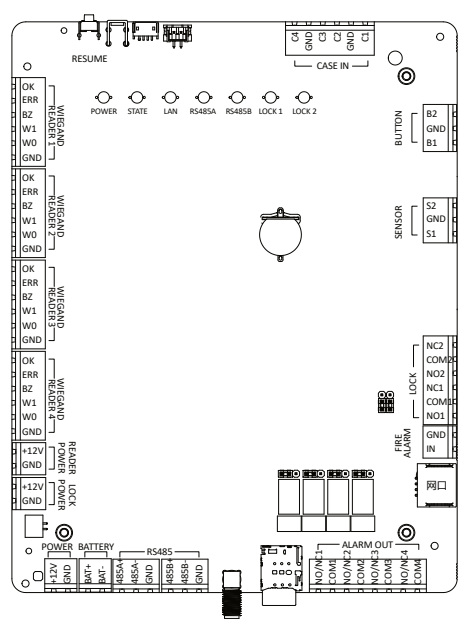 C4
GND
C3
C2
GND
C1
CASE IN
RESUME
POWER STATE LAN RS485A RS485B LOCK 1 LOCK 2
OK
ERR
BZ
W1
W0
GND
WIEGAND
READER 1
OK
ERR
BZ
W1
W0
GND
WIEGAND
READER 2
OK
ERR
BZ
W1
W0
GND
WIEGAND
READER 3
OK
ERR
BZ
W1
W0
GND
WIEGAND
READER 4
+12V
GND
READER
POWER
+12V
GND
LOCK
POWER
B2
GND
B1
BUTTON
S2
GND
S1
SENSOR
NC2
COM2
NO2
NC1
COM1
NO1
LOCK
GND
IN
FIRE
ALARM
网口
POWER BATTERY RS485 ALARM OUT
+12V
GND
BAT+
BAT-
485A+
485A-
GND
485B+
485B-
GND
NO/NC1
COM1
NO/NC2
COM2
NO/NC3
COM3
NO/NC4
COM4